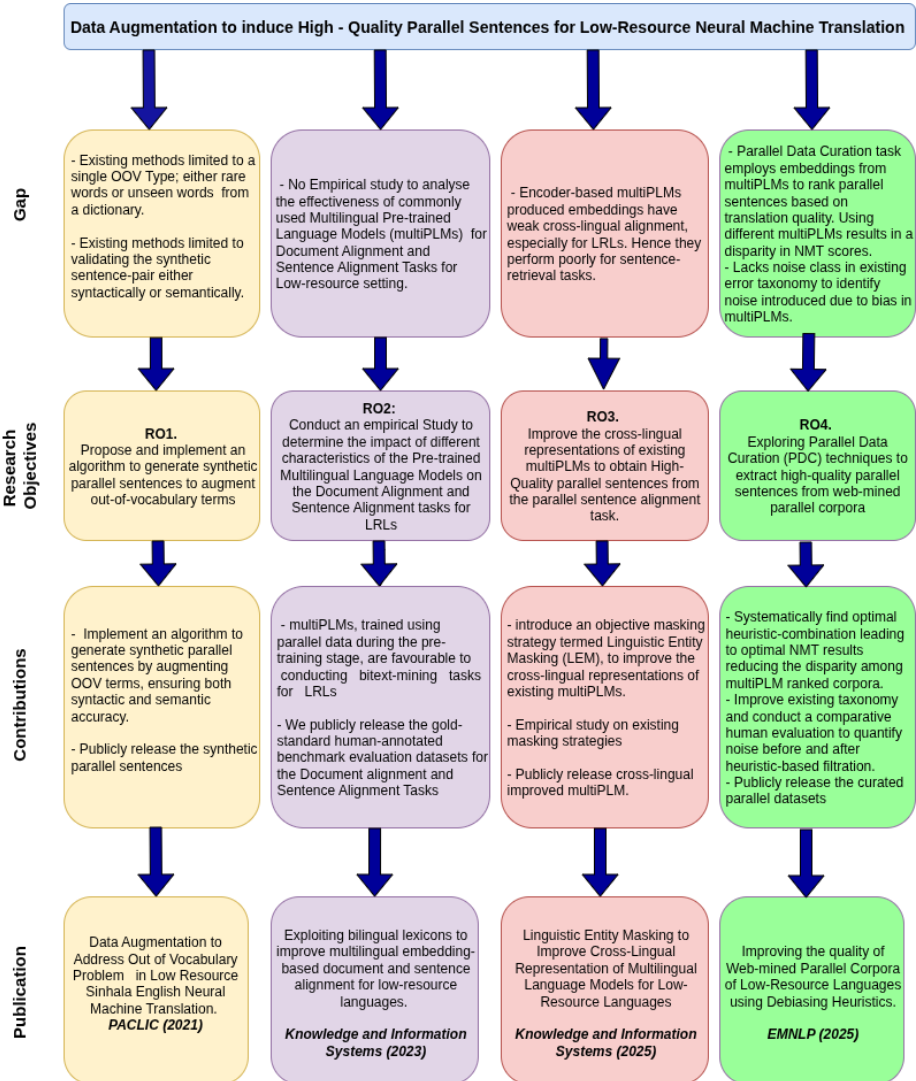 Data Augmentation to induce High - Quality Parallel Sentences for Low-Resource Neural Machine Translation
Gap
- Existing methods limited to a
single OOV Type; either rare
words or unseen words from
a dictionary.
- Existing methods limited to
validating the synthetic
sentence-pair either
syntactically or semantically.
- No Empirical study to analyse
the effectiveness of commonly
used Multilingual Pre-trained
Language Models (multiPLMs) for
Document Alignment and
Sentence Alignment Tasks for
Low-resource setting.
- Encoder-based multiPLMs
produced embeddings have
weak cross-lingual alignment,
especially for LRLs. Hence they
perform poorly for sentence-
retrieval tasks.
- Parallel Data Curation task
employs embeddings from
multiPLMs to rank parallel
sentences based on
translation quality. Using
different multiPLMs results in a
disparity in NMT scores.
- Lacks noise class in existing
error taxonomy to identify
noise introduced due to bias in
multiPLMs.
Research
Objectives
RO1.
Propose and implement an
algorithm to generate synthetic
parallel sentences to augment
out-of-vocabulary terms
RO2:
Conduct an empirical Study to
determine the impact of different
characteristics of the Pre-trained
Multilingual Language Models on
the Document Alignment and
Sentence Alignment tasks for
LRLs
RO3.
Improve the cross-lingual
representations of existing
multiPLMs to obtain High-
Quality parallel sentences from
the parallel sentence alignment
task.
RO4.
Exploring Parallel Data
Curation (PDC) techniques to
extract high-quality parallel
sentences from web-mined
parallel corpora
Contributions
- Implement an algorithm to
generate synthetic parallel
sentences by augmenting
OOV terms, ensuring both
syntactic and semantic
accuracy.
- Publicly release the synthetic
parallel sentences
- multiPLMs, trained using
parallel data during the pre-
training stage, are favourable to
conducting bitext-mining tasks
for LRLs
- We publicly release the gold-
standard human-annotated
benchmark evaluation datasets for
the Document alignment and
Sentence Alignment Tasks
- introduce an objective masking
strategy termed Linguistic Entity
Masking (LEM), to improve the
cross-lingual representations of
existing multiPLMs.
- Empirical study on existing
masking strategies
- Publicly release cross-lingual
improved multiPLM.
- Systematically find optimal
heuristic-combination leading
to optimal NMT results
reducing the disparity among
multiPLM ranked corpora.
- Improve existing taxonomy
and conduct a comparative
human evaluation to quantify
noise before and after
heuristic-based filtration.
- Publicly release the curated
parallel datasets
Publication
Data Augmentation to
Address Out of Vocabulary
Problem in Low Resource
Sinhala English Neural
Machine Translation.
PACLIC (2021)
Exploiting bilingual lexicons to
improve multilingual embedding-
based document and sentence
alignment for low-resource
languages.
Knowledge and Information
Systems (2023)
Linguistic Entity Masking to
Improve Cross-Lingual
Representation of Multilingual
Language Models for Low-
Resource Languages
Knowledge and Information
Systems (2025)
Improving the quality of
Web-mined Parallel Corpora
of Low-Resource Languages
using Debiasing Heuristics.
EMNLP (2025)